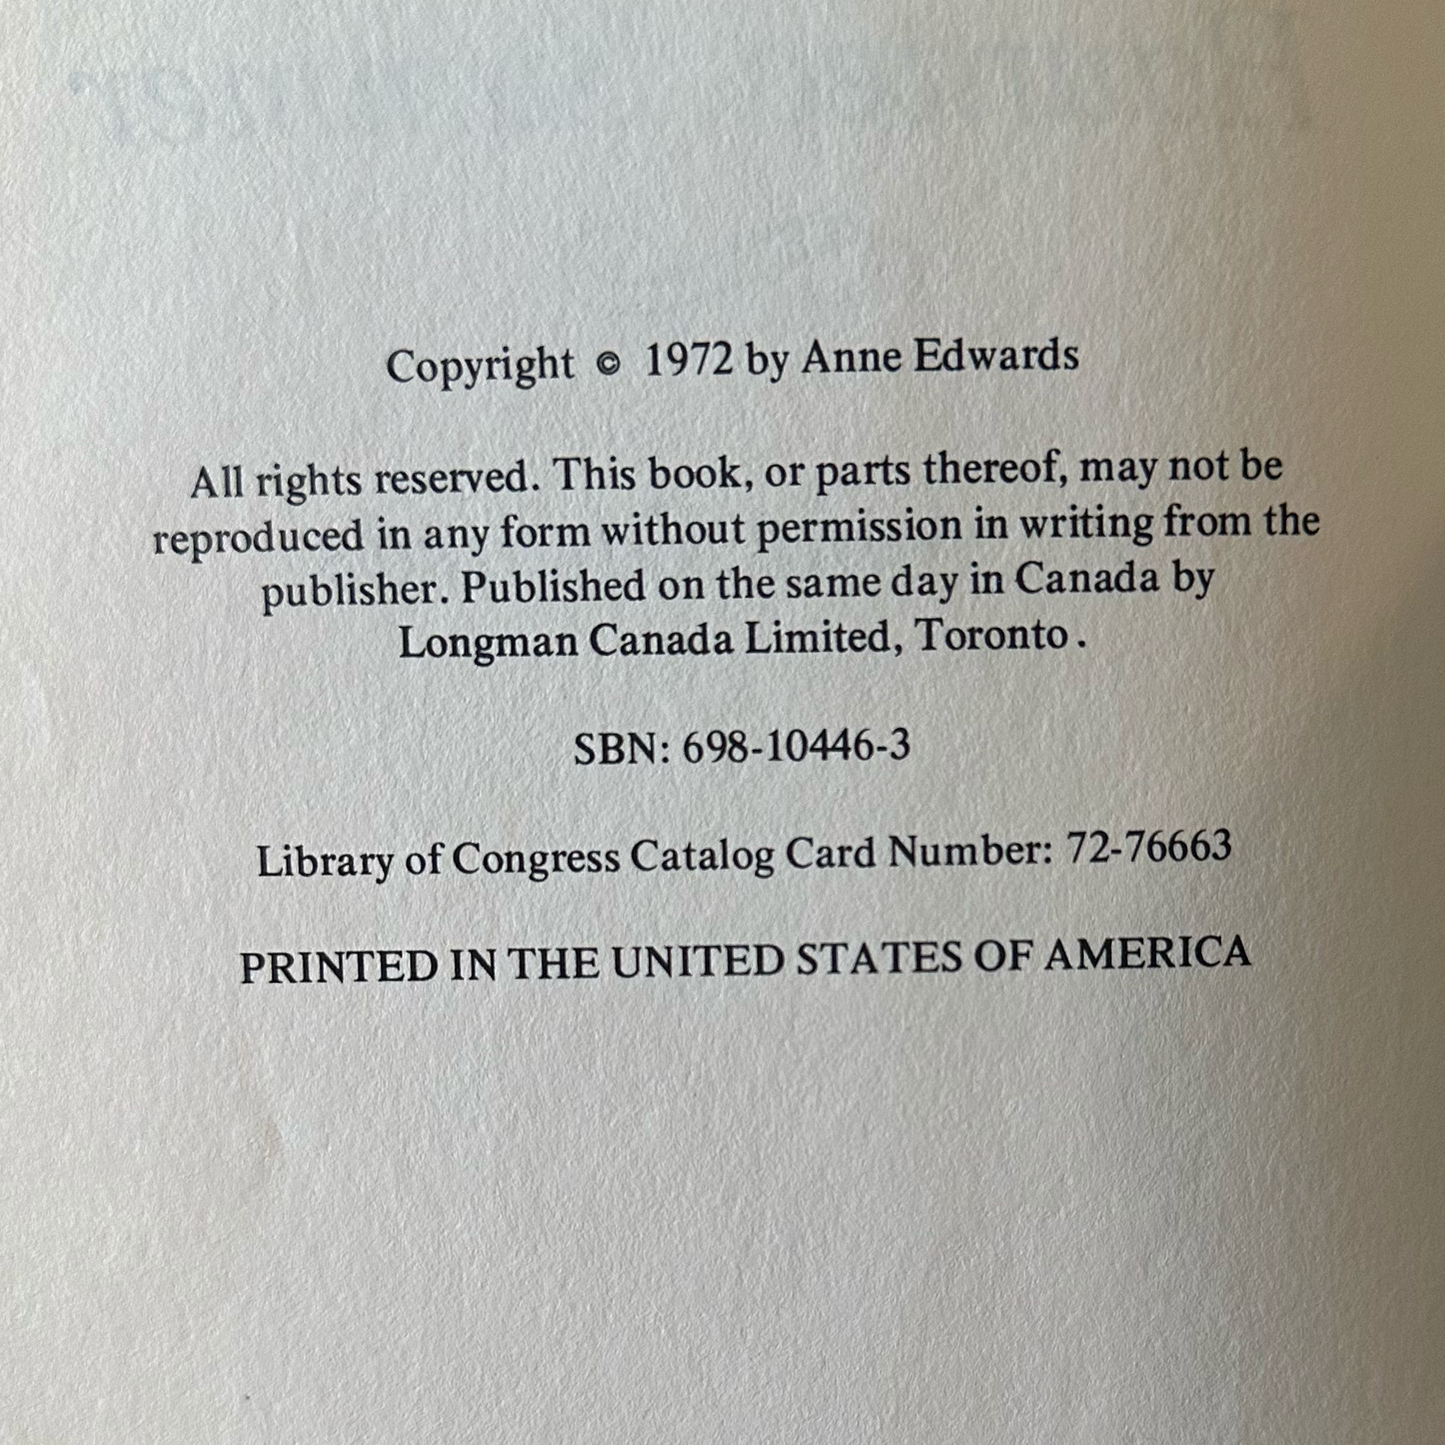 Copyright © 1972 by Anne Edwards
All rights reserved. This book, or parts thereof, may not be
reproduced in any form without permission in writing from the
publisher. Published on the same day in Canada by
Longman Canada Limited, Toronto.
SBN: 698-10446-3
Library of Congress Catalog Card Number: 72-76663
PRINTED IN THE UNITED STATES OF AMERICA